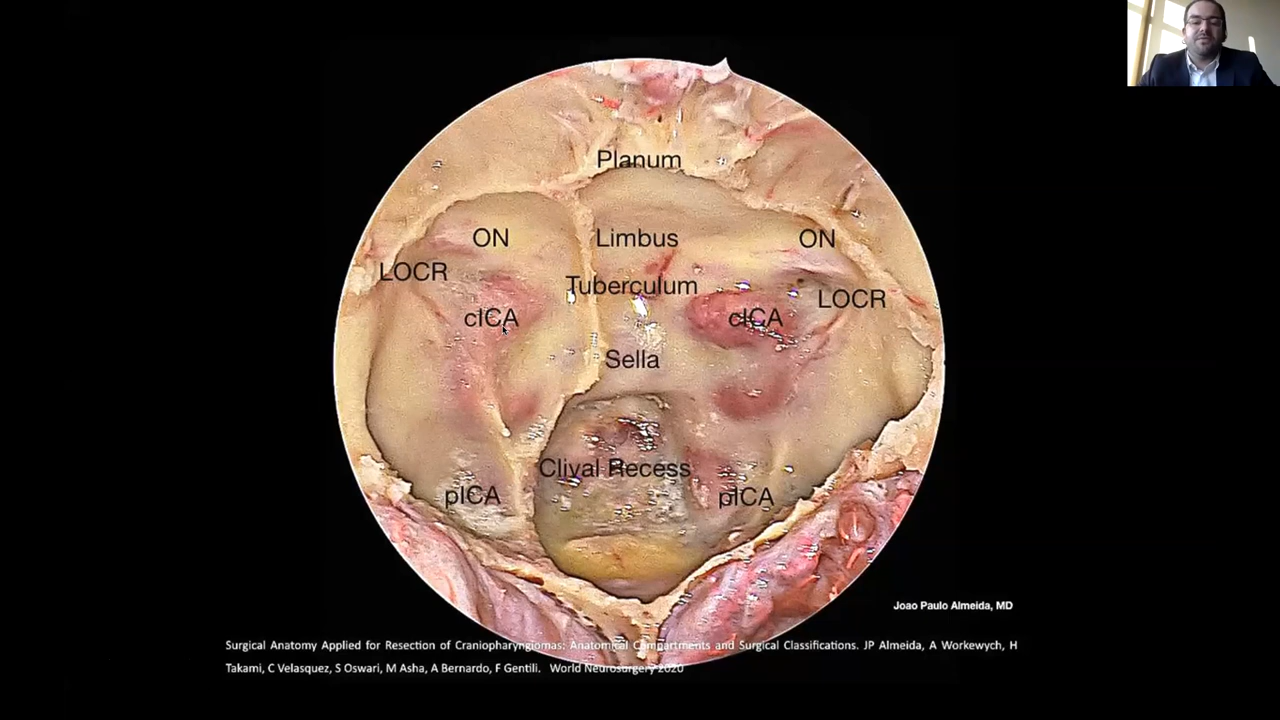 Planum
ON Limbus ON
LOCR
Tuberculum
LOCR
cICA cICA
Sella
Clival Recess
pICA pICA
Joao Paulo Almeida, MD
Surgical Anatomy Applied for Resection of Craniopharyngiomas: Anatomical Compartments and Surgical Classifications. JP Almeida, A Workewych, H
Takami, C Velasquez, S Oswari, M Asha, A Bernardo, F Gentili. World Neurosurgery 2020